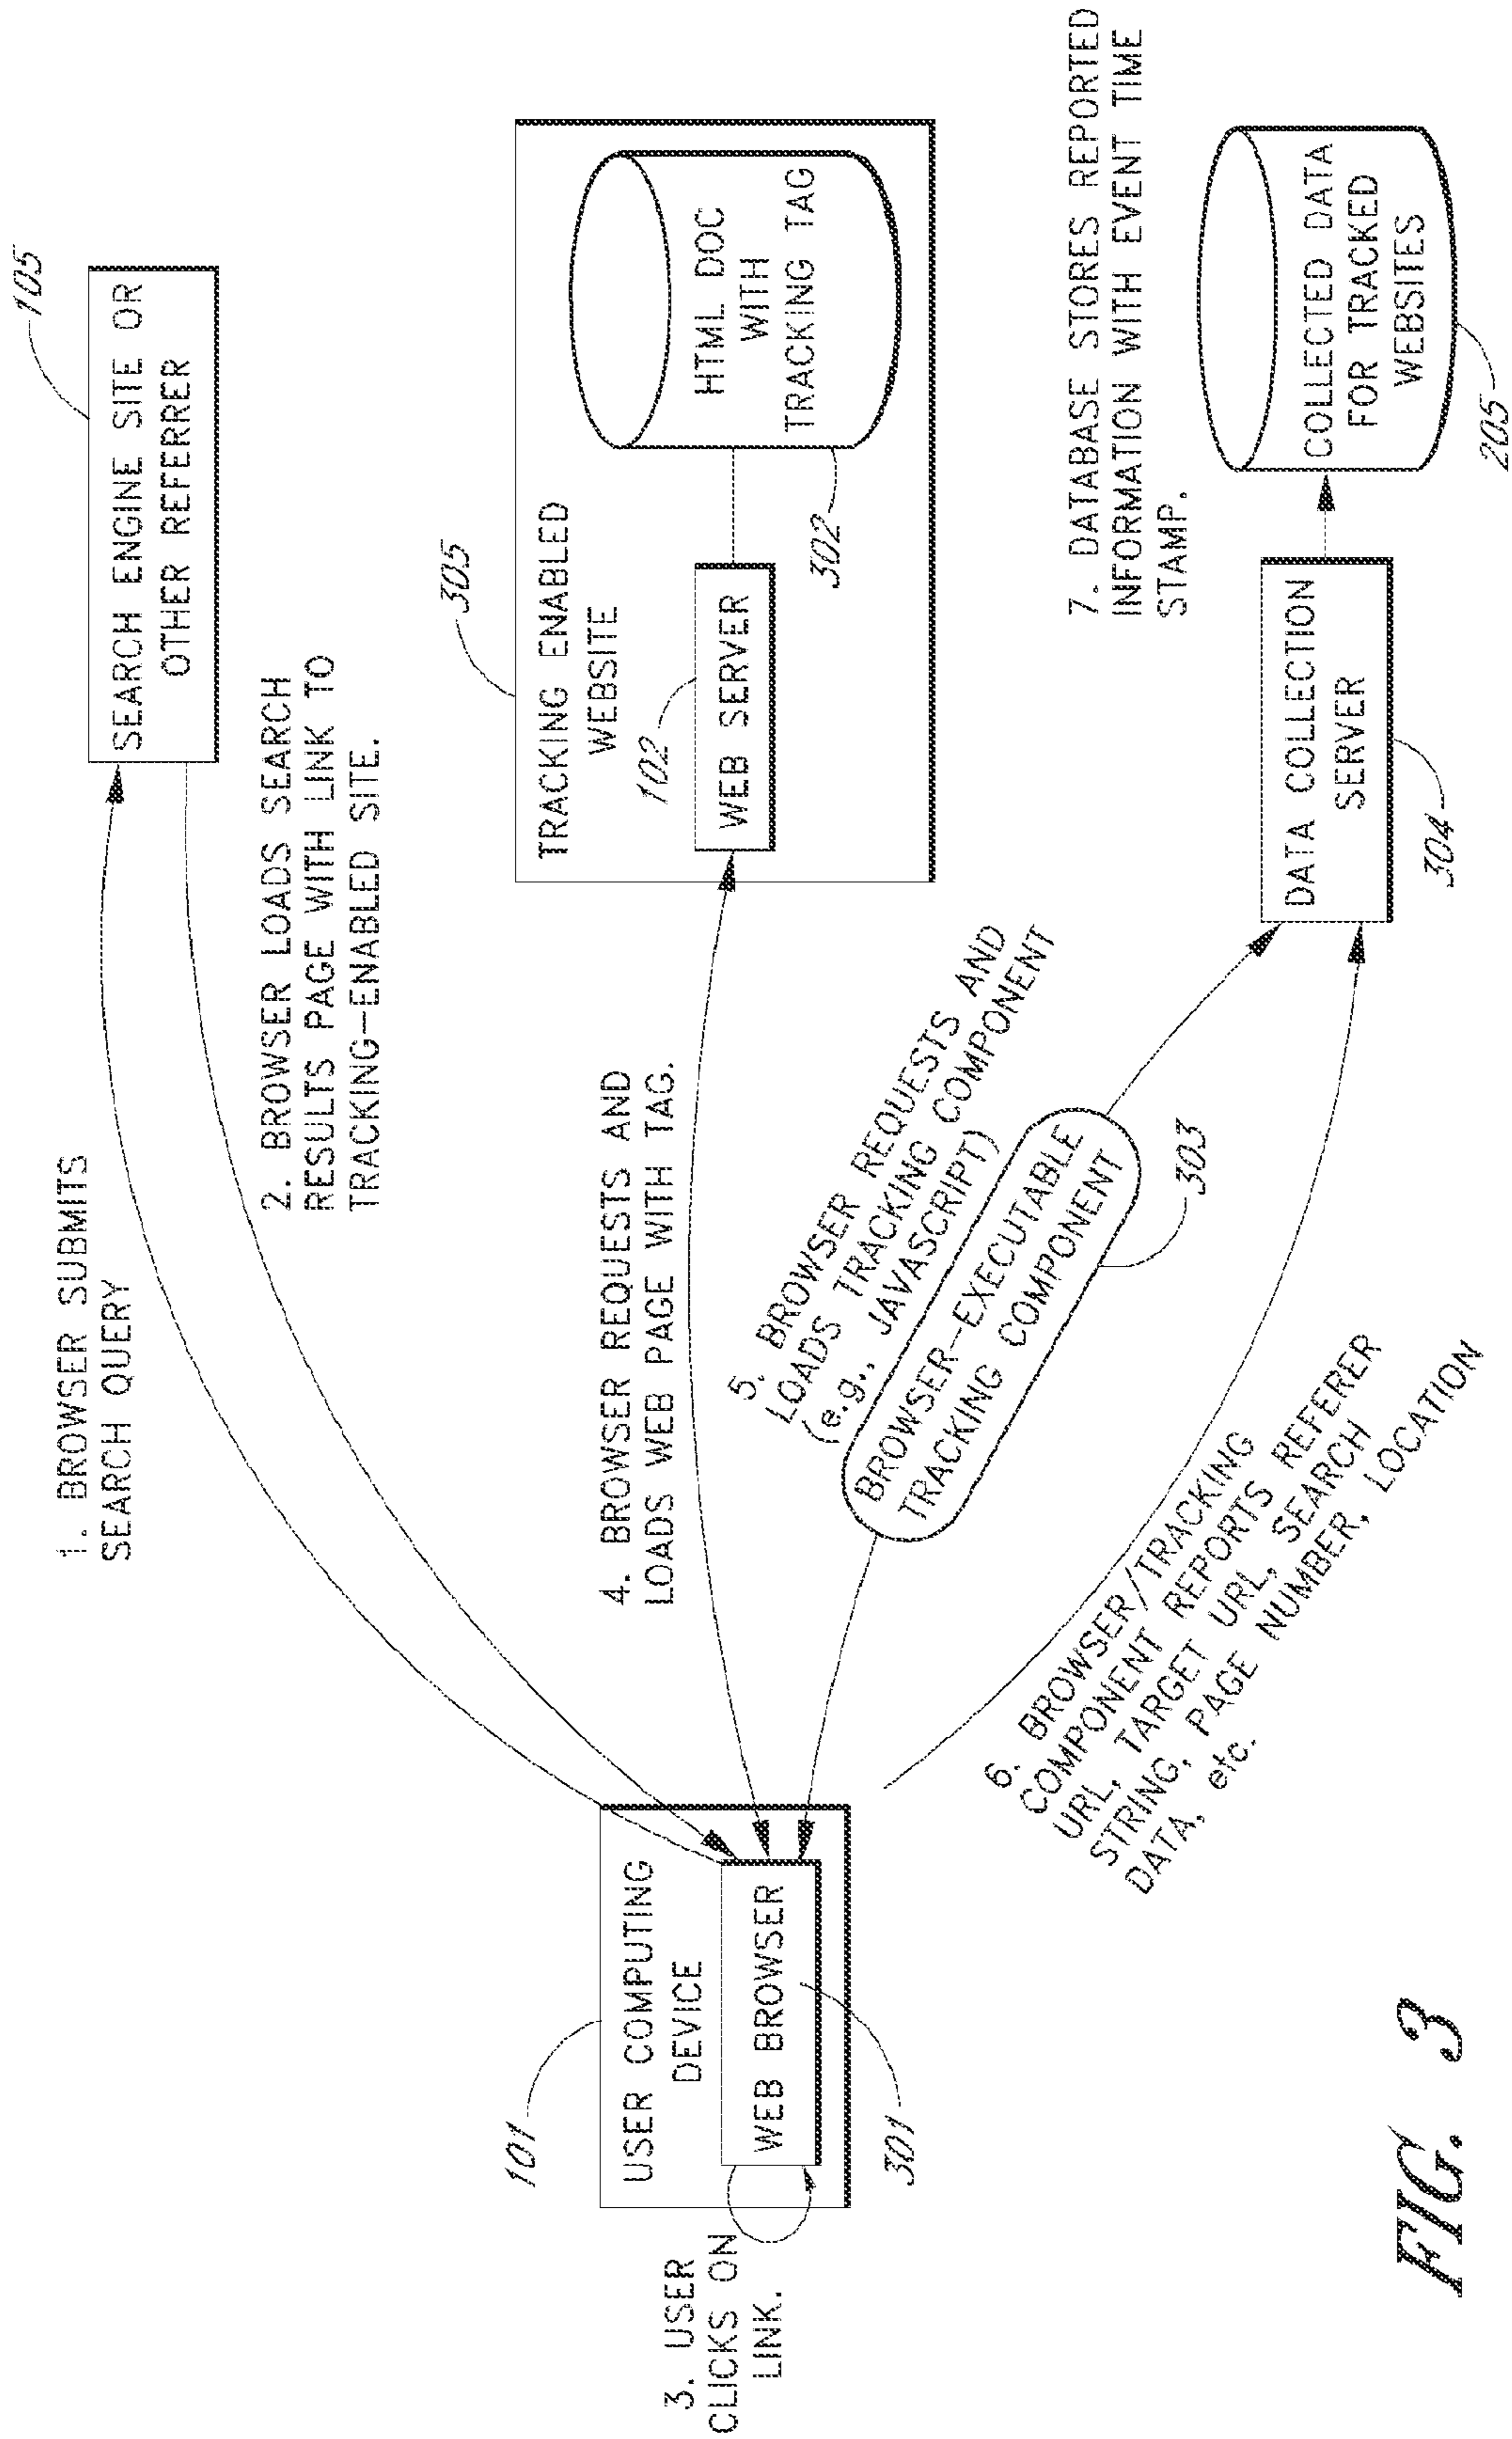 1. BROWSER SUBMITS
SEARCH QUERY
105
SEARCH ENGINE SITE OR
OTHER REFERRER
2. BROWSER LOADS SEARCH
RESULTS PAGE WITH LINK TO
TRACKING-ENABLED SITE.
101
USER COMPUTING
DEVICE
WEB BROWSER
301
3. USER
CLICKS ON
LINK.
4. BROWSER REQUESTS AND
LOADS WEB PAGE WITH TAG.
305
TRACKING ENABLED
WEBSITE
102
WEB SERVER
HTML DOC
WITH
TRACKING TAG
302
5. BROWSER REQUESTS AND
LOADS TRACKING COMPONENT
(e.g., JAVASCRIPT)
BROWSER-EXECUTABLE
TRACKING COMPONENT
303
6. BROWSER/TRACKING
COMPONENT REPORTS REFERER
URL, TARGET URL, SEARCH
STRING, PAGE NUMBER, LOCATION
DATA, etc.
7. DATABASE STORES REPORTED
INFORMATION WITH EVENT TIME
STAMP.
DATA COLLECTION
SERVER
304
COLLECTED DATA
FOR TRACKED
WEBSITES
205
FIG. 3